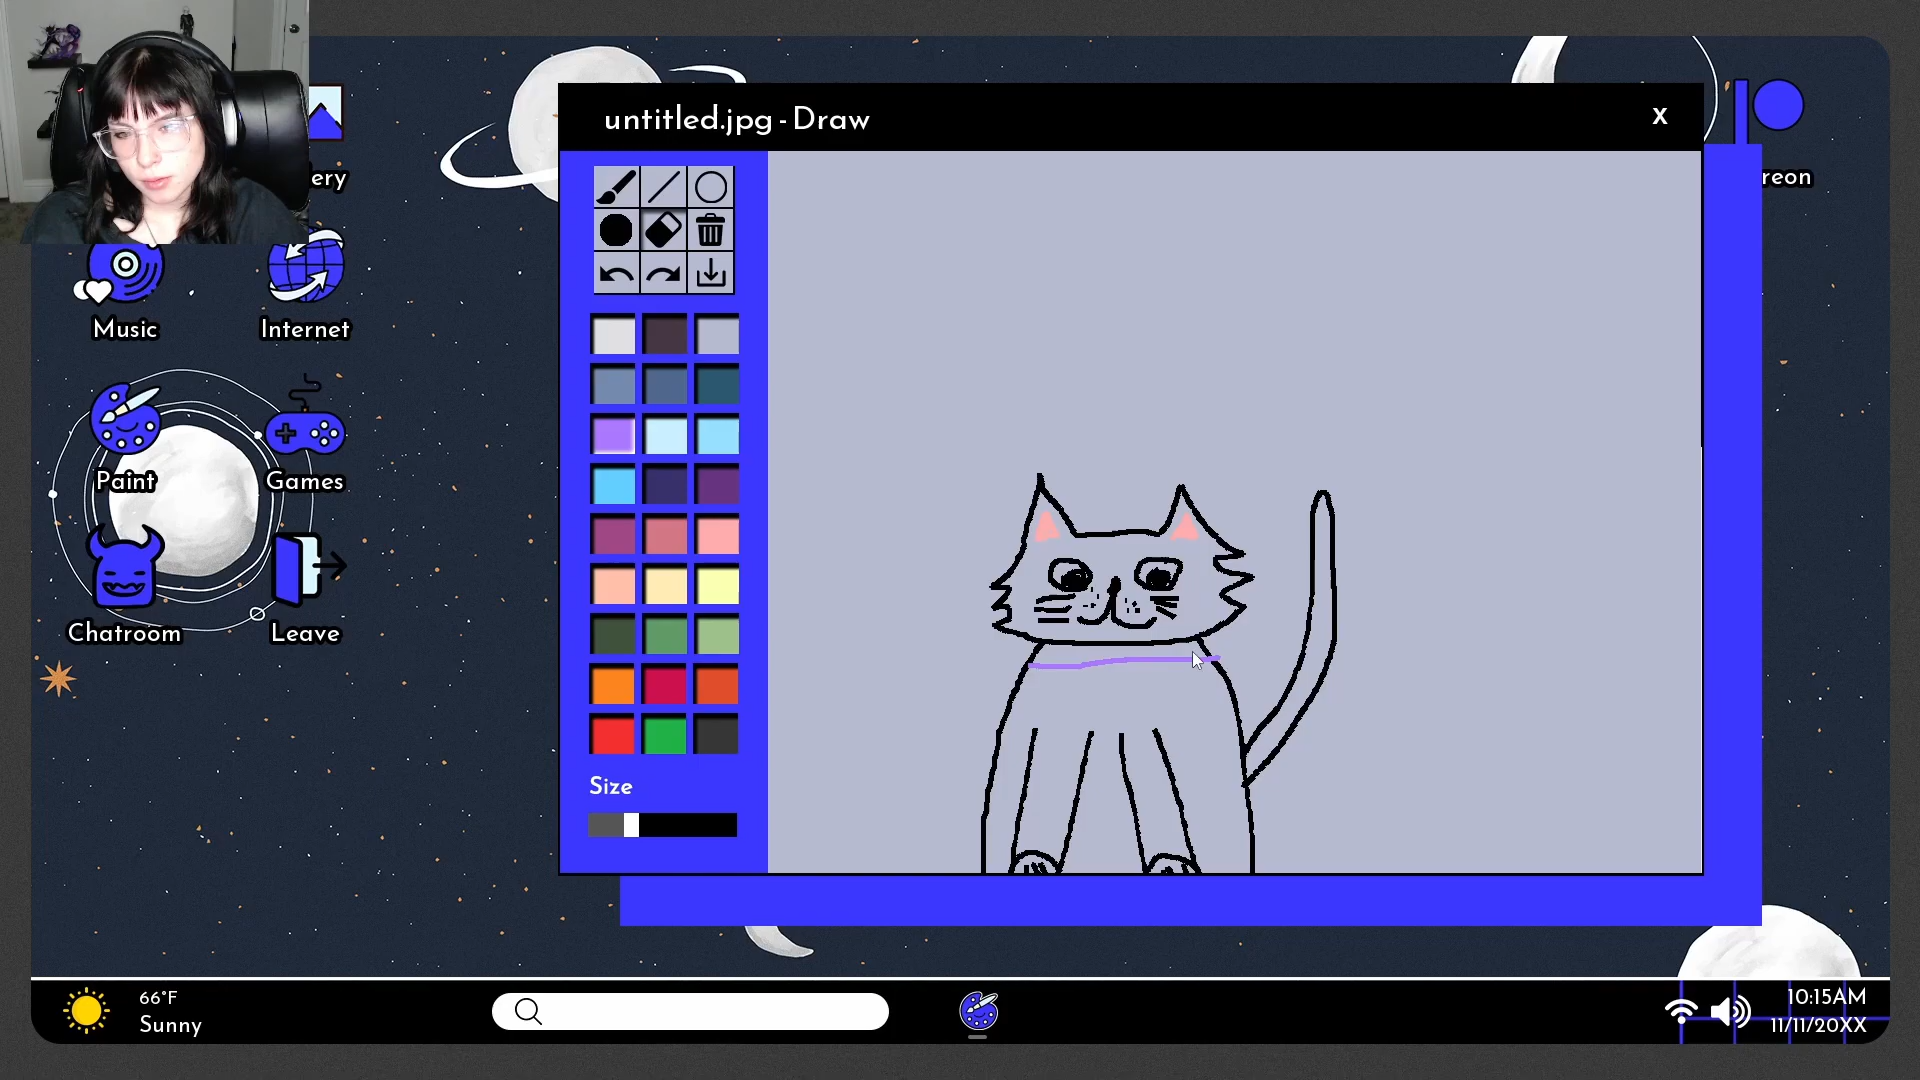 untitled.jpg - Draw
X
ery
reon
Music
Internet
Paint
Games
Chatroom
Leave
Size
66°F
Sunny
10:15AM
11/11/20XX